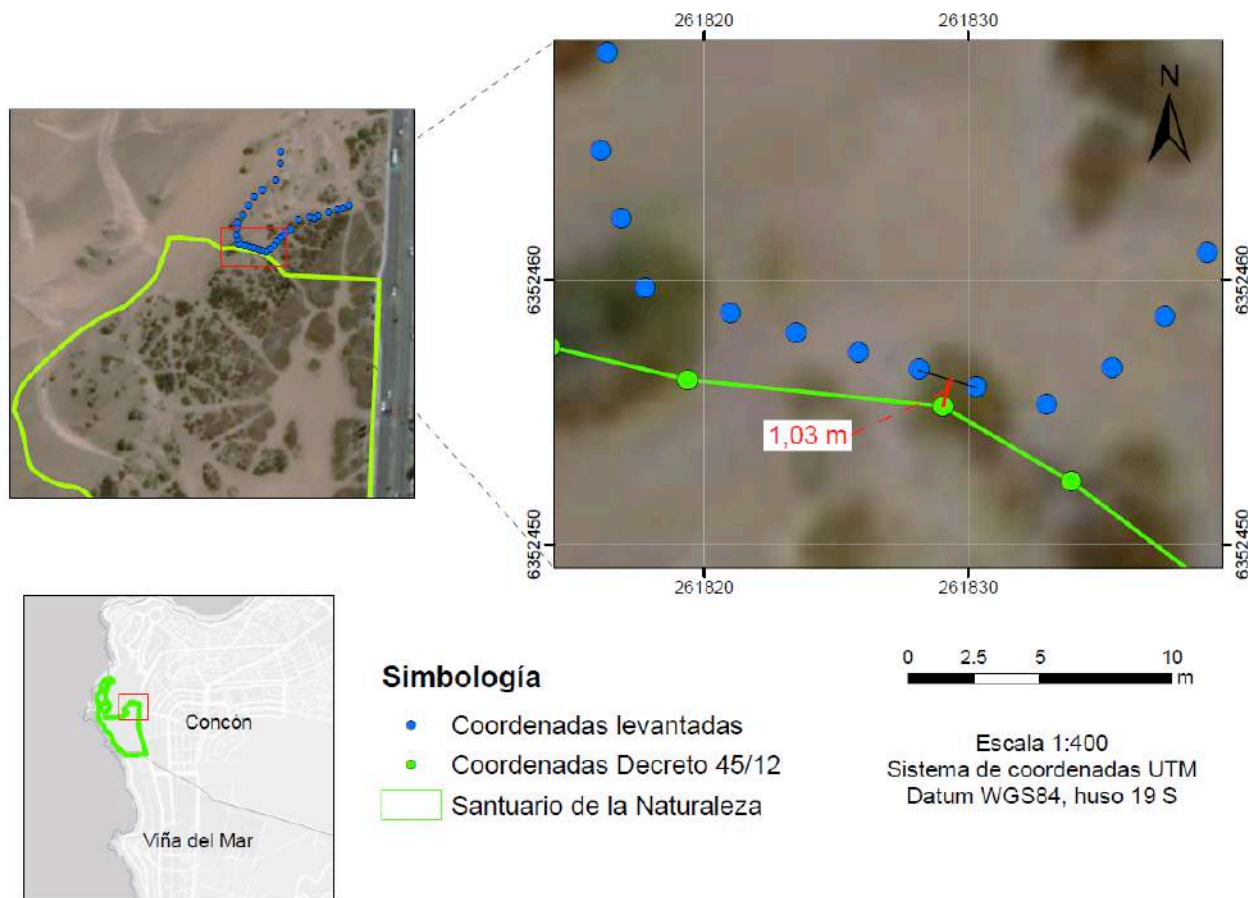 261820 261830
N
6352460 6352460
1,03 m
6352450 6352450
261820 261830
Concón
Viña del Mar
Simbología
Coordenadas levantadas
Coordenadas Decreto 45/12
Santuario de la Naturaleza
0 2.5 5 10
m
Escala 1:400
Sistema de coordenadas UTM
Datum WGS84, huso 19 S